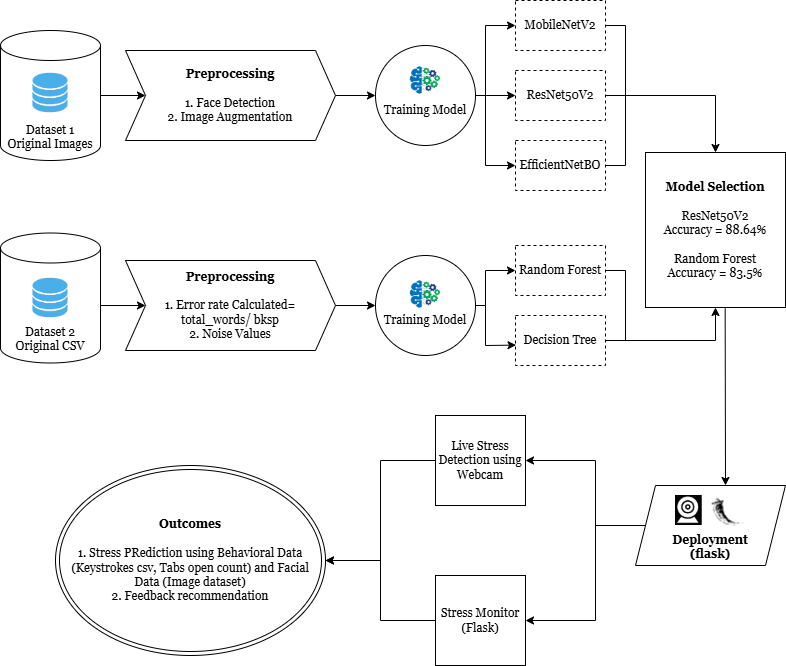 Dataset 1
Original Images
Preprocessing
1. Face Detection
2. Image Augmentation
Training Model
MobileNetV2
ResNet50V2
EfficientNetBO
Model Selection
ResNet50V2
Accuracy = 88.64%
Random Forest
Accuracy = 83.5%
Dataset 2
Original CSV
Preprocessing
1. Error rate Calculated=
total_words/ bksp
2. Noise Values
Training Model
Random Forest
Decision Tree
Deployment
(flask)
Live Stress
Detection using
Webcam
Stress Monitor
(Flask)
Outcomes
1. Stress PRediction using Behavioral Data
(Keystrokes csv, Tabs open count) and Facial
Data (Image dataset)
2. Feedback recommendation